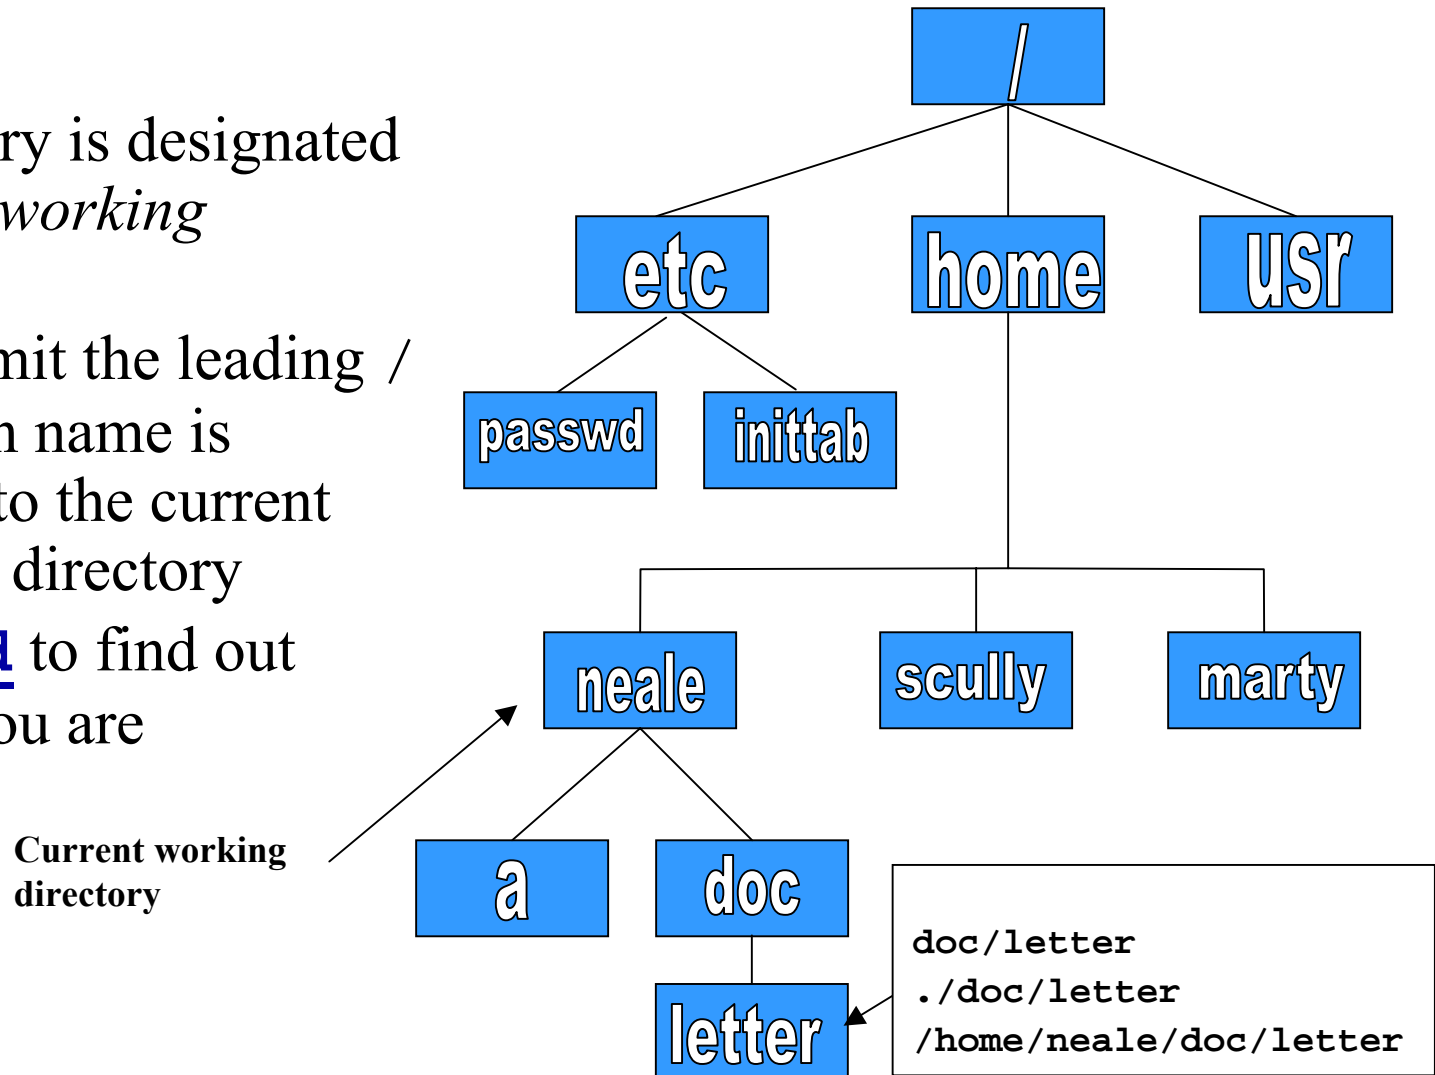 ry is designated
working
mit the leading /
name is
to the current
directory
to find out
ou are
Current working
directory
/
etc
home
usr
passwd
inittab
neale
scully
marty
a
doc
letter
doc/letter
./doc/letter
/home/neale/doc/letter